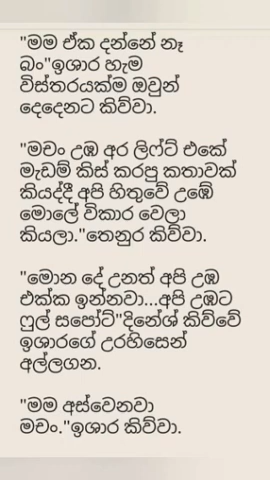 "මම ඒක දන්නේ නෑ
බං"ඉශාර හැම
විස්තරයක්ම ඔවුන්
දෙදෙනට කිව්වා.
"මචං උඹ අර ලිෆ්ට් එකේ
මැඩම් කිස් කරපු කතාවක්
කියද්දී අපි හිතුවේ උඹේ
මොලේ විකාර වෙලා
කියලා."තෙනුර කිව්වා.
"මොන දේ උනත් අපි උඹ
එක්ක ඉන්නවා...අපි උඹට
ෆුල් සපෝට්"දිනේශ් කිව්වේ
ඉශාරගේ උරහිසෙන්
අල්ලගන.
"මම අස්වෙනවා
මචං."ඉශාර කිව්වා.